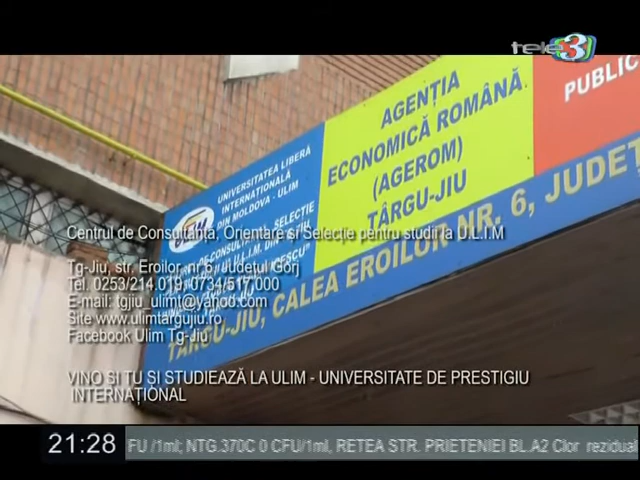 tele3
AGENȚIA
ECONOMICĂ ROMÂNĂ
(AGEROM)
TÂRGU-JIU
PUBLIC
UNIVERSITATEA LIBERĂ
INTERNAȚIONALĂ
DIN MOLDOVA - ULIM
TÂRGU-JIU, CALEA EROILOR NR. 6, JUDEȚ
Centrul de Consultanță, Orientare și Selecție pentru studii la U.L.I.M
Tg-Jiu, str. Eroilor, nr. 6, Județul Gorj
Tel. 0253/214.019; 0734/517.000
E-mail: tgjiu_ulimt@yahoo.com
Site www.ulimtargujiu.ro
Facebook Ulim Tg-Jiu
VINO ȘI TU SI STUDIEAZĂ LA ULIM - UNIVERSITATE DE PRESTIGIU
INTERNAȚIONAL
21:28 FU /1ml; NTG.370C 0 CFU/1ml, RETEA STR. PRIETENIEI BL.A2 Clor rezidual